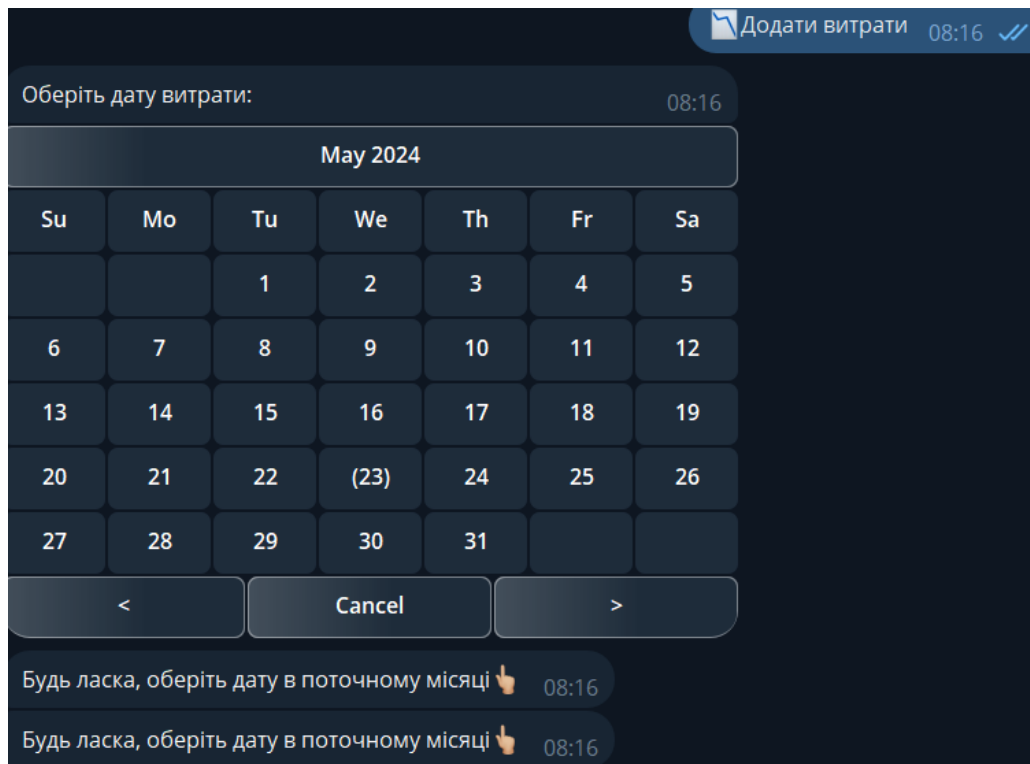 📉Додати витрати 08:16
Оберіть дату витрати: 08:16
May 2024
Su Mo Tu We Th Fr Sa
1 2 3 4 5
6 7 8 9 10 11 12
13 14 15 16 17 18 19
20 21 22 (23) 24 25 26
27 28 29 30 31
< Cancel >
Будь ласка, оберіть дату в поточному місяці👆🏼 08:16
Будь ласка, оберіть дату в поточному місяці👆🏼 08:16